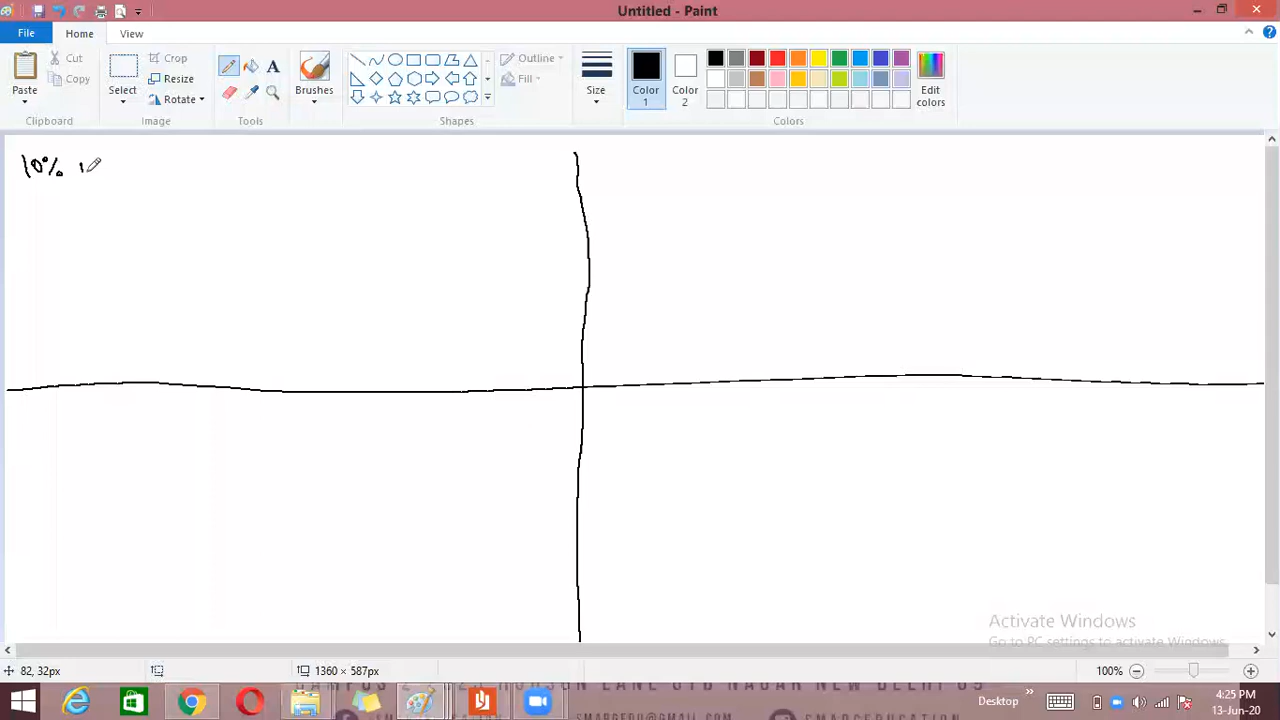 Untitled - Paint
File Home View
Paste
Cut
Copy
Clipboard
Select
Crop
Resize
Rotate
Image
A
Tools
Brushes
Shapes
Outline
Fill
Size
Color 1
Color 2
Edit colors
Colors
10%
Activate Windows
Go to PC settings to activate Windows.
82, 32px
1360 × 587px
100%
Desktop
4:25 PM
13-Jun-20